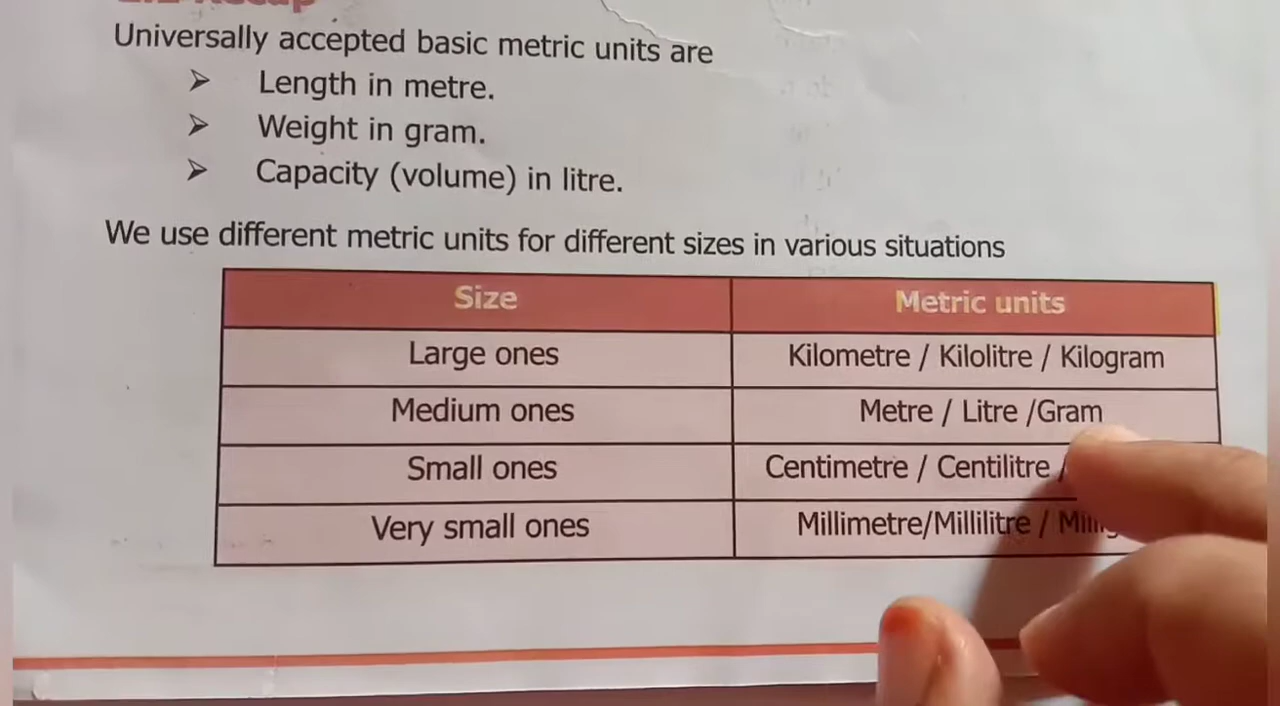 Recap
Universally accepted basic metric units are
➢ Length in metre.
➢ Weight in gram.
➢ Capacity (volume) in litre.
We use different metric units for different sizes in various situations
Size Metric units
Large ones Kilometre / Kilolitre / Kilogram
Medium ones Metre / Litre /Gram
Small ones Centimetre / Centilitre /
Very small ones Millimetre/Millilitre /